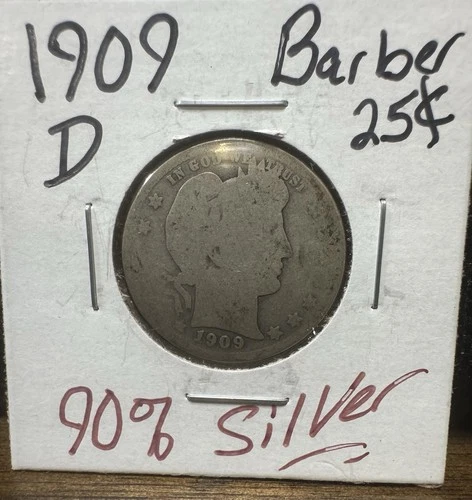 1909 Barber
D 25¢
IN GOD WE TRUST
1909
90% Silver